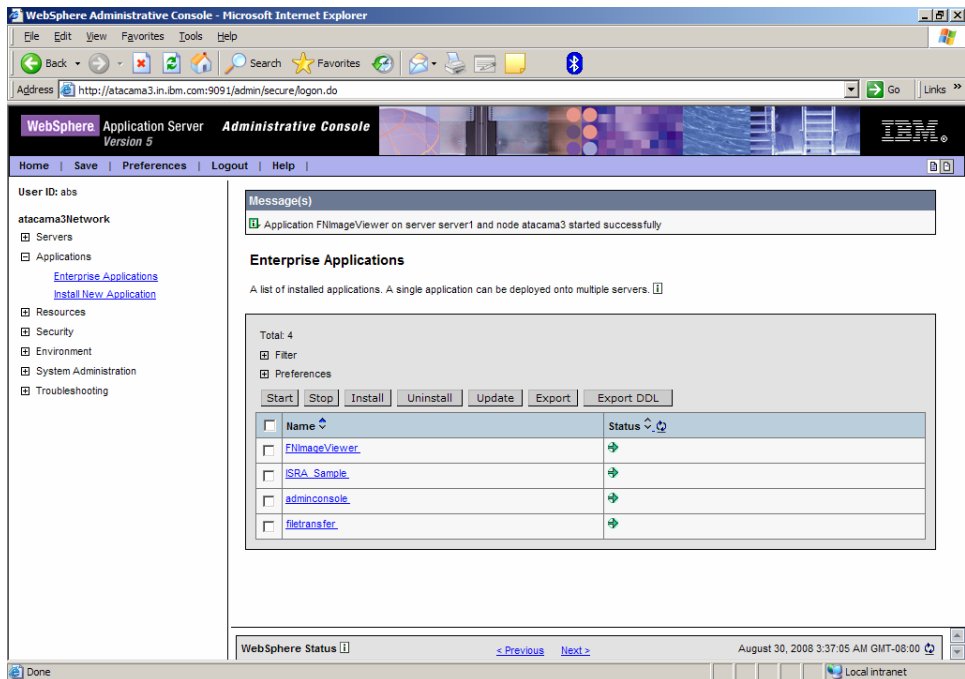 WebSphere Administrative Console - Microsoft Internet Explorer
File Edit View Favorites Tools Help
Back Search Favorites
Address http://atacama3.in.ibm.com:9091/admin/secure/logon.do Go Links »
WebSphere Application Server Administrative Console
Version 5
IBM®
Home | Save | Preferences | Logout | Help |
User ID: abs
atacama3Network
Servers
Applications
Enterprise Applications
Install New Application
Resources
Security
Environment
System Administration
Troubleshooting
Message(s)
Application FNImageViewer on server server1 and node atacama3 started successfully
Enterprise Applications
A list of installed applications. A single application can be deployed onto multiple servers. i
Total: 4
Filter
Preferences
Start Stop Install Uninstall Update Export Export DDL
Name Status
FNImageViewer
ISRA_Sample
adminconsole
filetransfer
WebSphere Status i < Previous Next > August 30, 2008 3:37:05 AM GMT-08:00
Done Local intranet